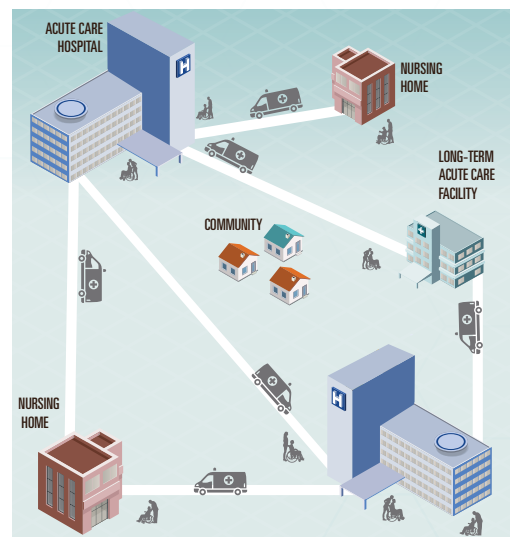 ACUTE CARE
HOSPITAL
H
NURSING
HOME
LONG-TERM
ACUTE CARE
FACILITY
COMMUNITY
H
NURSING
HOME